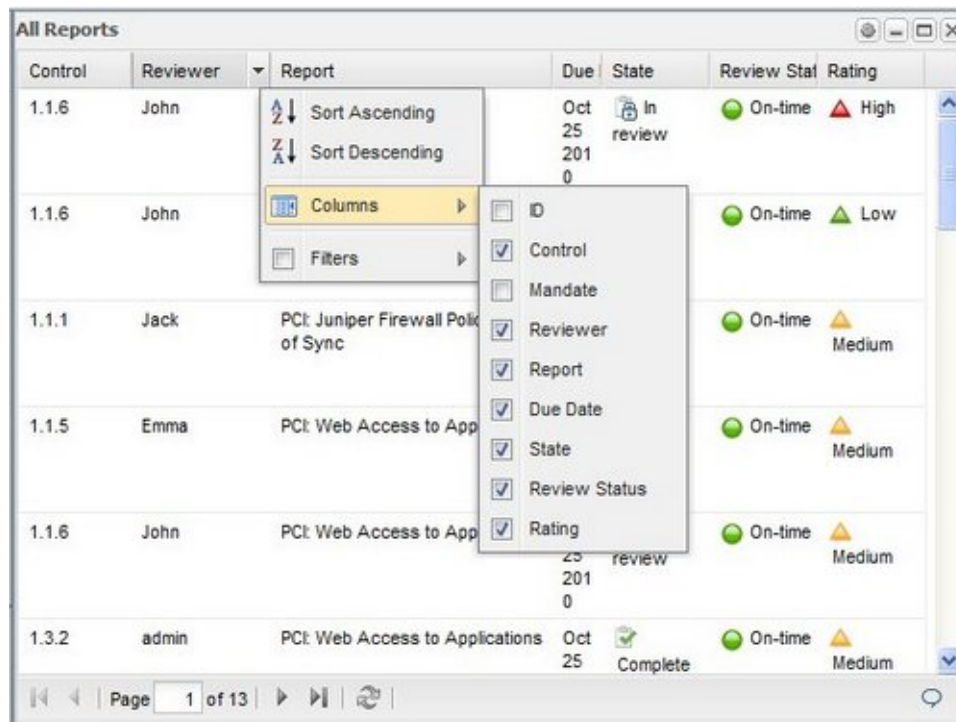 All Reports
Control Reviewer Report Due State Review Stat Rating
1.1.6 John Oct 25 2010 In review On-time High
Sort Ascending
Sort Descending
Columns
Filters
ID
Control
Mandate
Reviewer
Report
Due Date
State
Review Status
Rating
1.1.6 John On-time Low
1.1.1 Jack PCI: Juniper Firewall of Sync On-time Medium
1.1.5 Emma PCI: Web Access to App On-time Medium
1.1.6 John PCI: Web Access to App 25 2010 review On-time Medium
1.3.2 admin PCI: Web Access to Applications Oct 25 Complete On-time Medium
Page 1 of 13